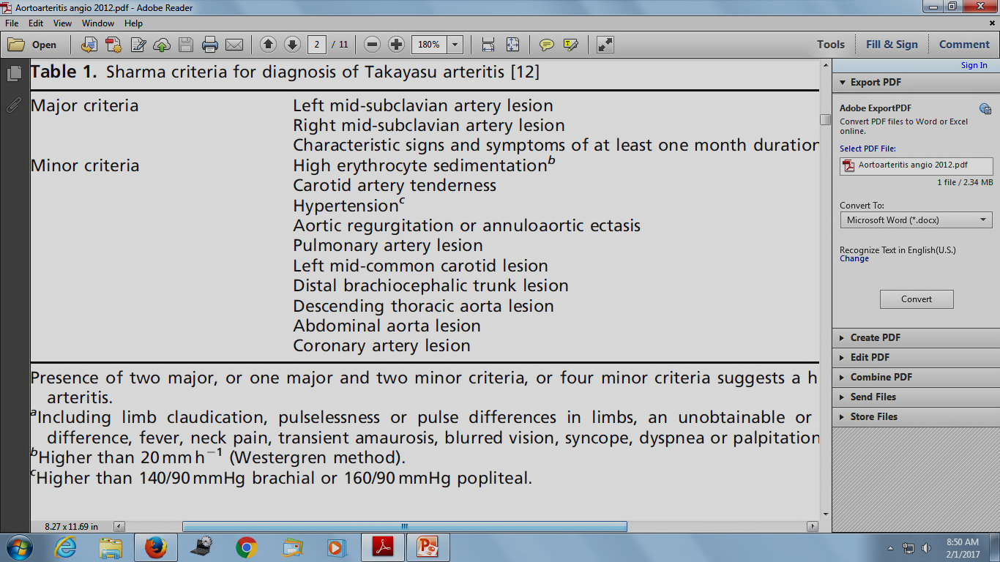 Aortoarteritis angio 2012.pdf - Adobe Reader
File Edit View Window Help
Open 2 / 11 180% Tools Fill & Sign Comment
Sign In
Table 1. Sharma criteria for diagnosis of Takayasu arteritis [12]
Major criteria Left mid-subclavian artery lesion
Right mid-subclavian artery lesion
Characteristic signs and symptoms of at least one month duration
Minor criteria High erythrocyte sedimentation^b
Carotid artery tenderness
Hypertension^c
Aortic regurgitation or annuloaortic ectasis
Pulmonary artery lesion
Left mid-common carotid lesion
Distal brachiocephalic trunk lesion
Descending thoracic aorta lesion
Abdominal aorta lesion
Coronary artery lesion
Presence of two major, or one major and two minor criteria, or four minor criteria suggests a h
arteritis.
^aIncluding limb claudication, pulselessness or pulse differences in limbs, an unobtainable or
difference, fever, neck pain, transient amaurosis, blurred vision, syncope, dyspnea or palpitation
^bHigher than 20 mm h⁻¹ (Westergren method).
^cHigher than 140/90 mmHg brachial or 160/90 mmHg popliteal.
8.27 x 11.69 in
Export PDF
Adobe ExportPDF
Convert PDF files to Word or Excel
online.
Select PDF File:
Aortoarteritis angio 2012.pdf
1 file / 2.34 MB
Convert To:
Microsoft Word (*.docx)
Recognize Text in English(U.S.)
Change
Convert
Create PDF
Edit PDF
Combine PDF
Send Files
Store Files
8:50 AM
2/1/2017